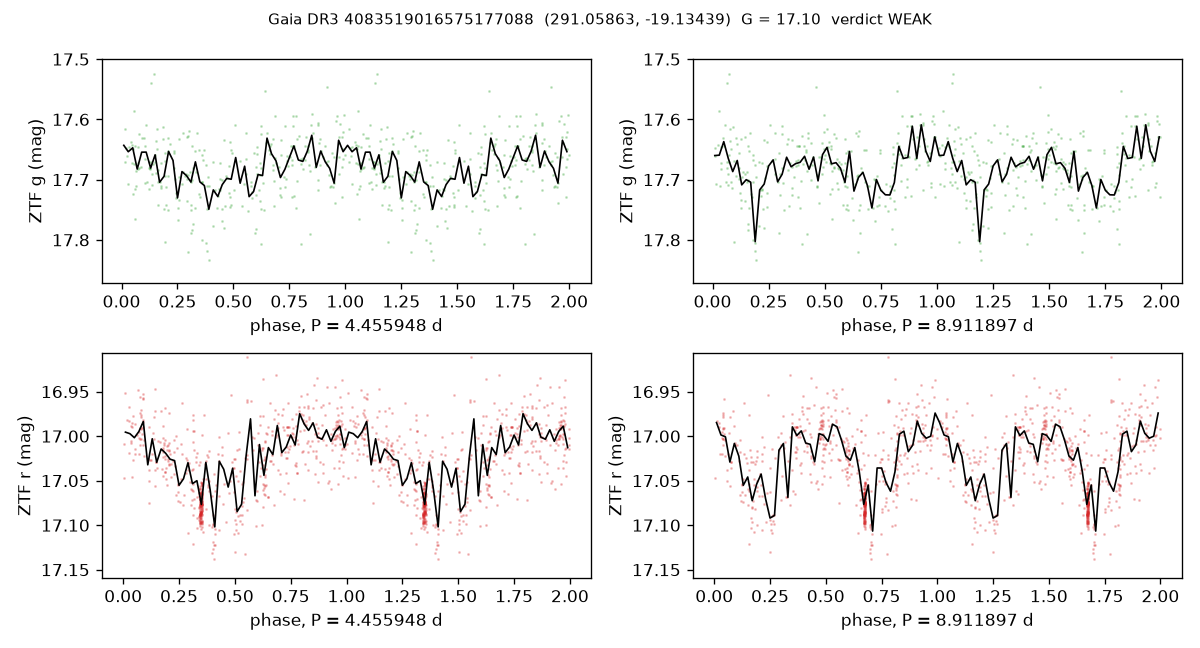 Gaia DR3 4083519016575177088 (291.05863, -19.13439) G = 17.10 verdict WEAK
17.5
17.6
17.7
17.8
ZTF g (mag)
0.00 0.25 0.50 0.75 1.00 1.25 1.50 1.75 2.00
phase, P = 4.455948 d
17.5
17.6
17.7
17.8
ZTF g (mag)
0.00 0.25 0.50 0.75 1.00 1.25 1.50 1.75 2.00
phase, P = 8.911897 d
16.95
17.00
17.05
17.10
17.15
ZTF r (mag)
0.00 0.25 0.50 0.75 1.00 1.25 1.50 1.75 2.00
phase, P = 4.455948 d
16.95
17.00
17.05
17.10
17.15
ZTF r (mag)
0.00 0.25 0.50 0.75 1.00 1.25 1.50 1.75 2.00
phase, P = 8.911897 d